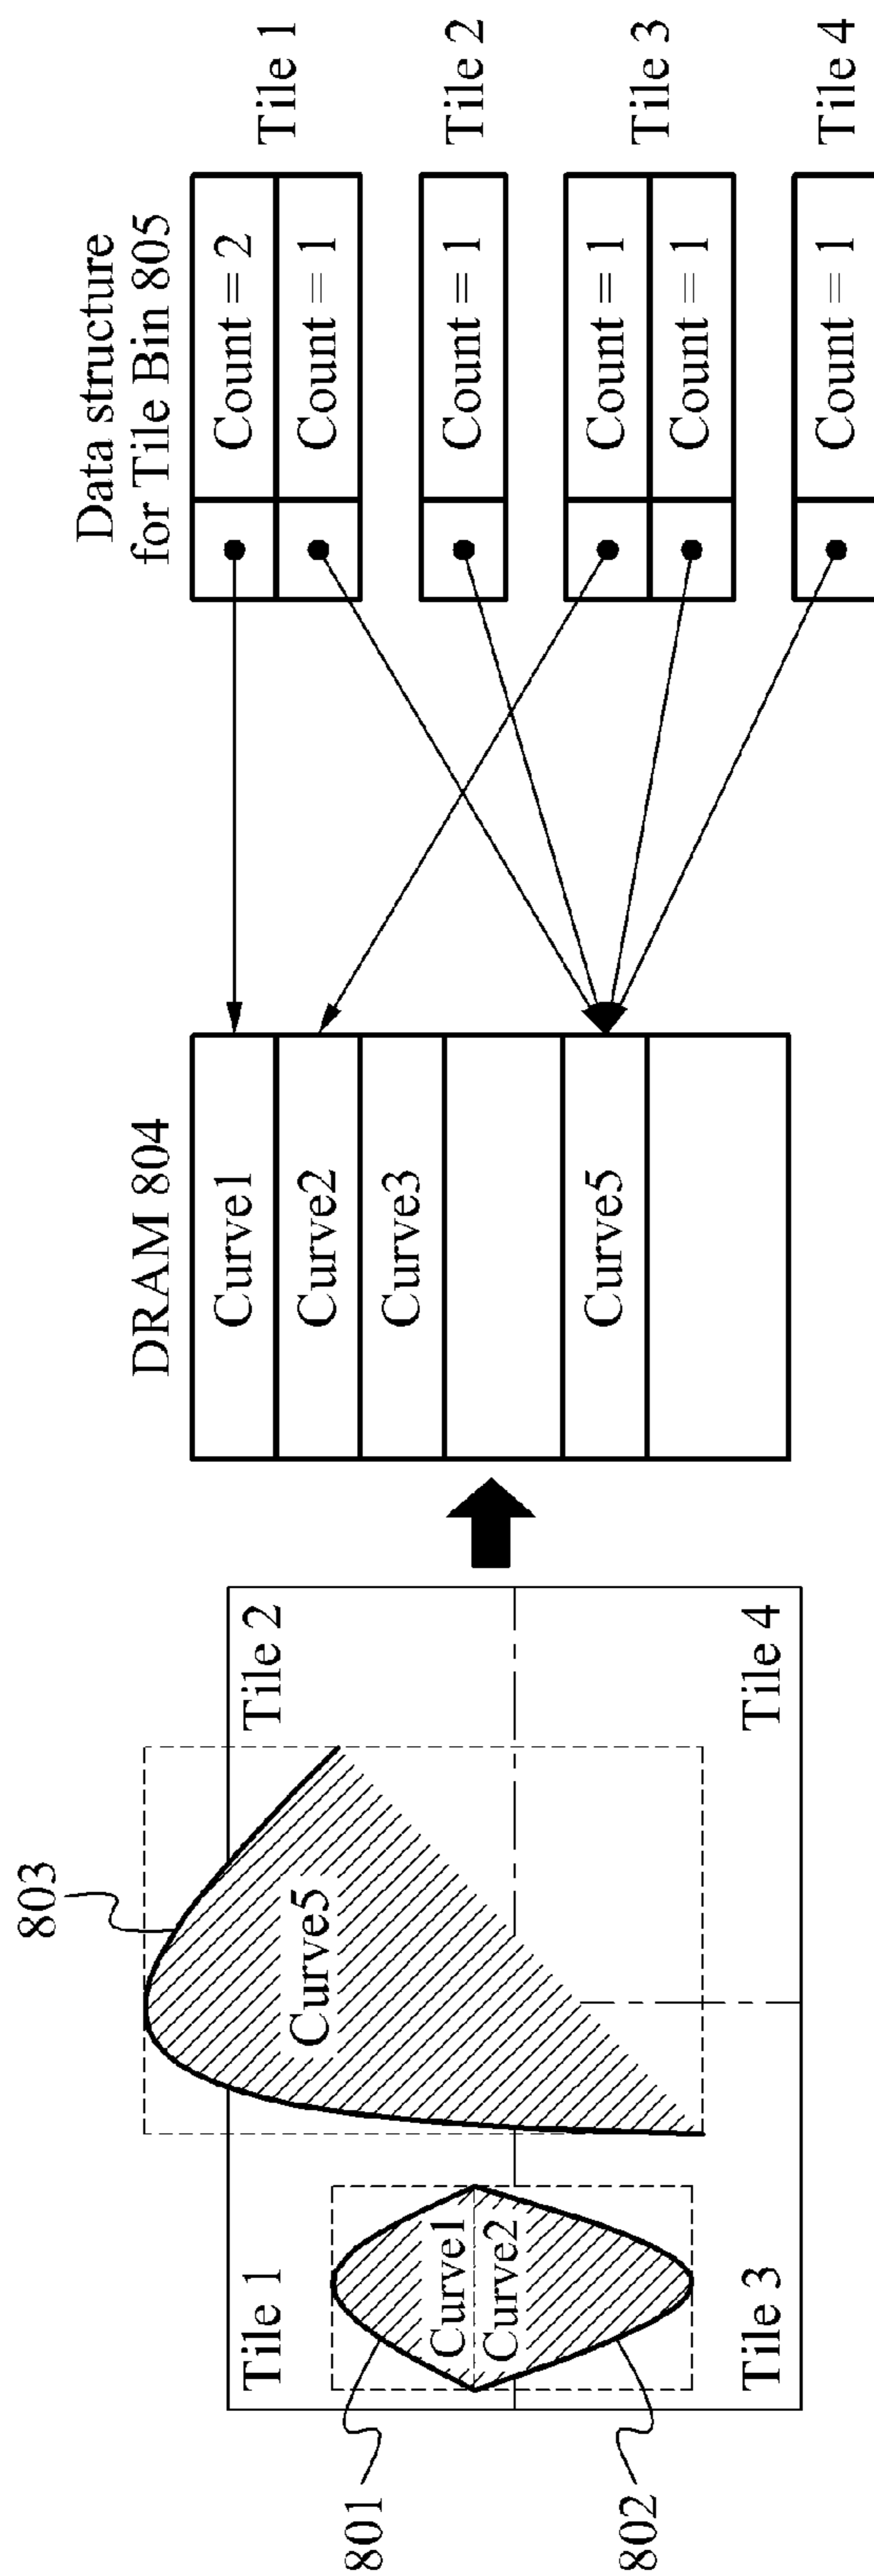 803
Tile 1
Tile 2
Curve5
Curve1
Curve2
Tile 3
Tile 4
801
802
DRAM 804
Curve1
Curve2
Curve3
Curve5
Data structure
for Tile Bin 805
Count = 2
Count = 1
Tile 1
Count = 1
Tile 2
Count = 1
Count = 1
Tile 3
Count = 1
Tile 4